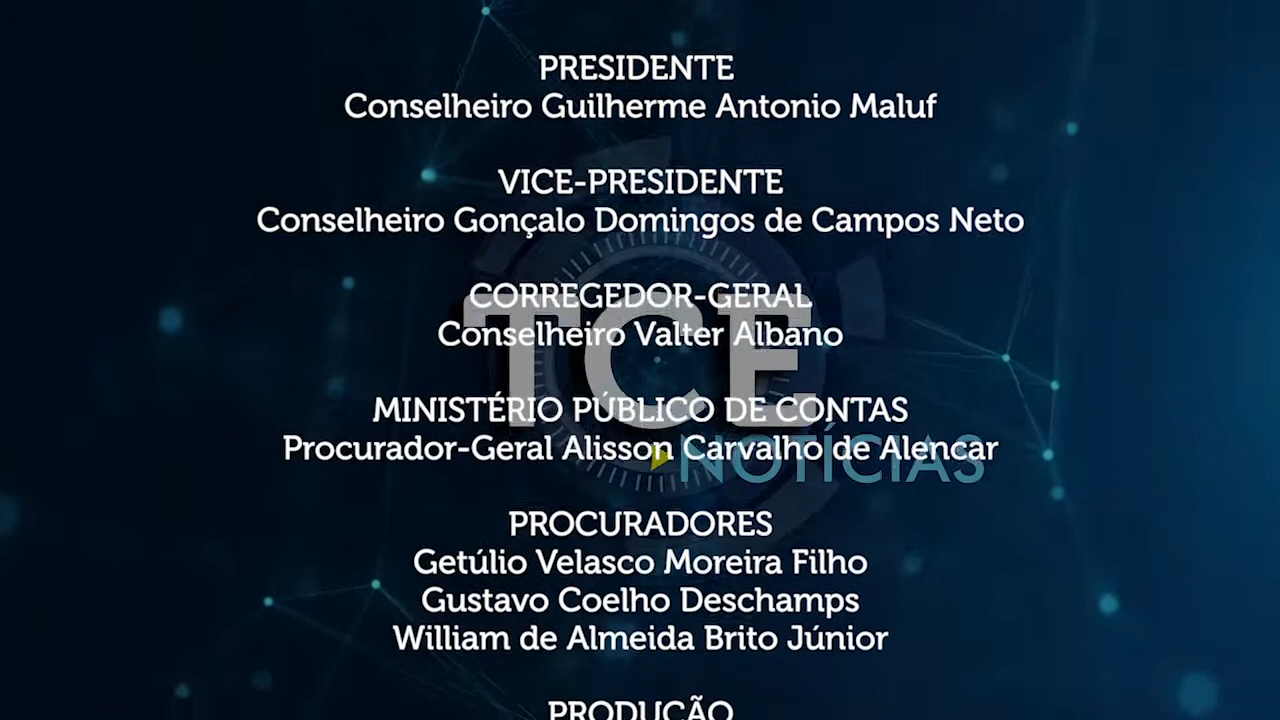 PRESIDENTE
Conselheiro Guilherme Antonio Maluf
VICE-PRESIDENTE
Conselheiro Gonçalo Domingos de Campos Neto
CORREGEDOR-GERAL
Conselheiro Valter Albano
TCE
MINISTÉRIO PÚBLICO DE CONTAS
Procurador-Geral Alisson Carvalho de Alencar
NOTÍCIAS
PROCURADORES
Getúlio Velasco Moreira Filho
Gustavo Coelho Deschamps
William de Almeida Brito Júnior
PRODUÇÃO